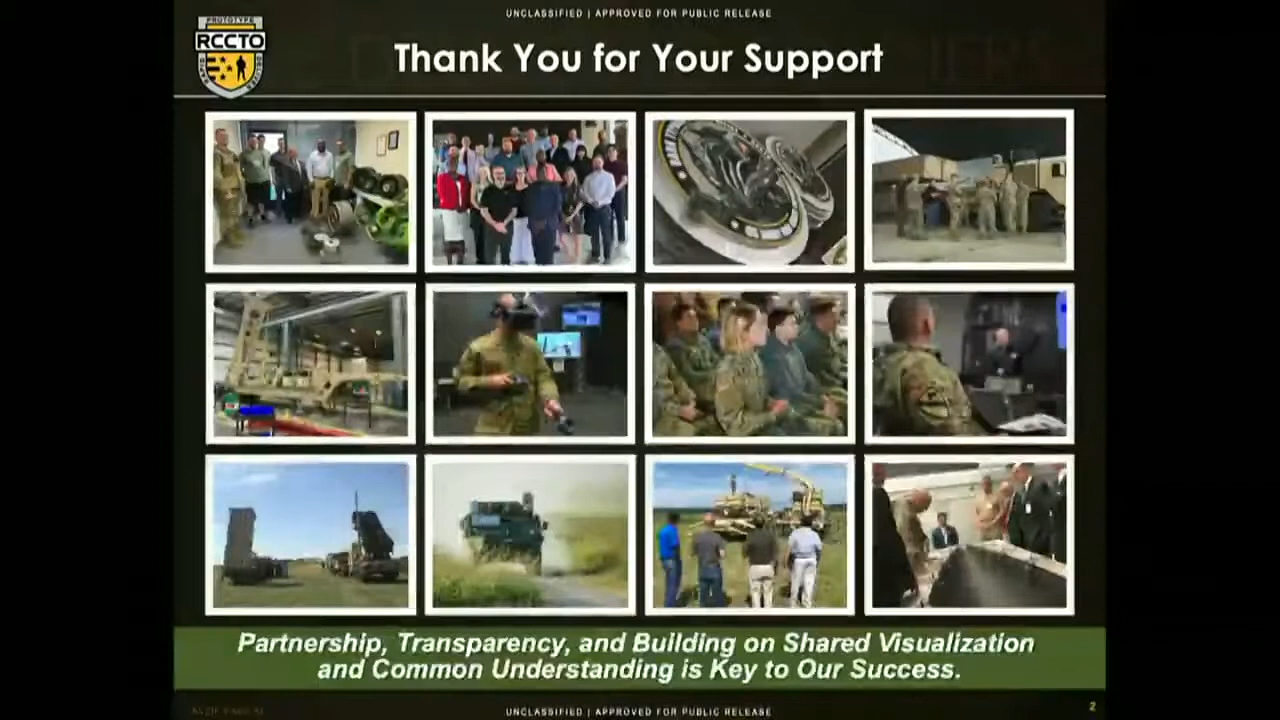 UNCLASSIFIED | APPROVED FOR PUBLIC RELEASE
PROTOTYPE
RCCTO
Thank You for Your Support
Partnership, Transparency, and Building on Shared Visualization
and Common Understanding is Key to Our Success.
UNCLASSIFIED | APPROVED FOR PUBLIC RELEASE
2